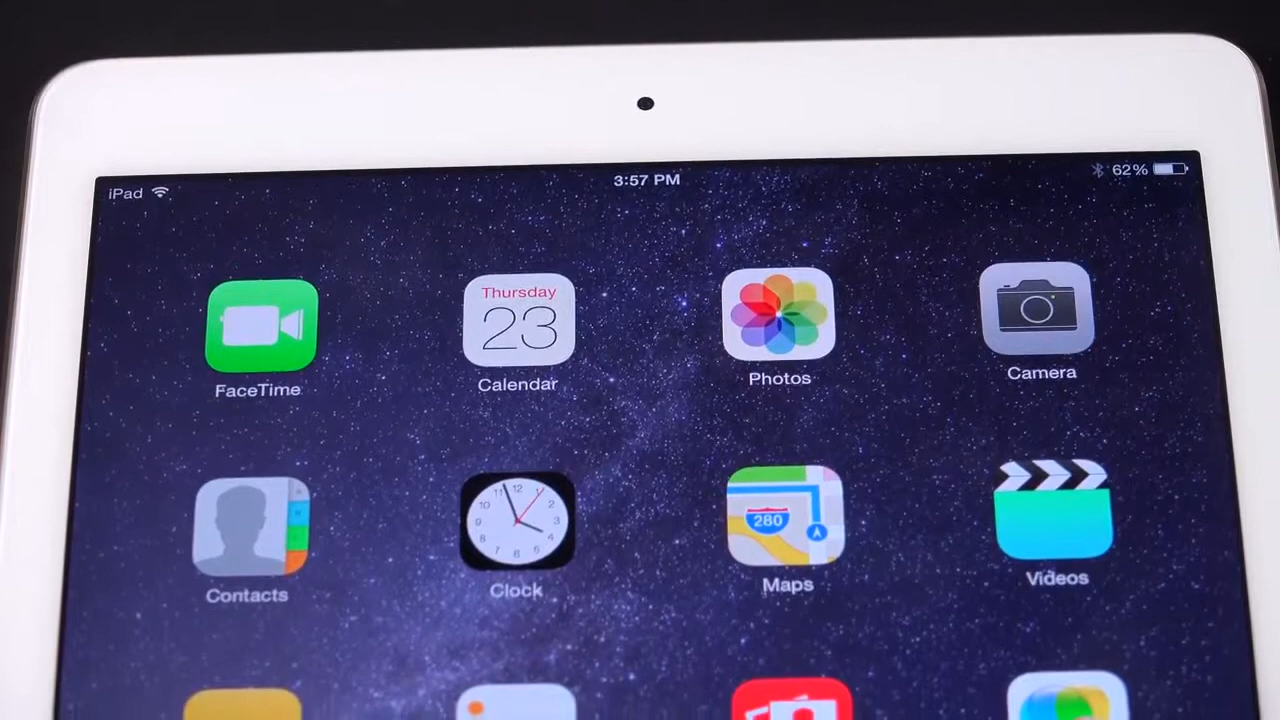 iPad 3:57 PM 62%
Thursday
23
FaceTime Calendar Photos Camera
280
Contacts Clock Maps Videos